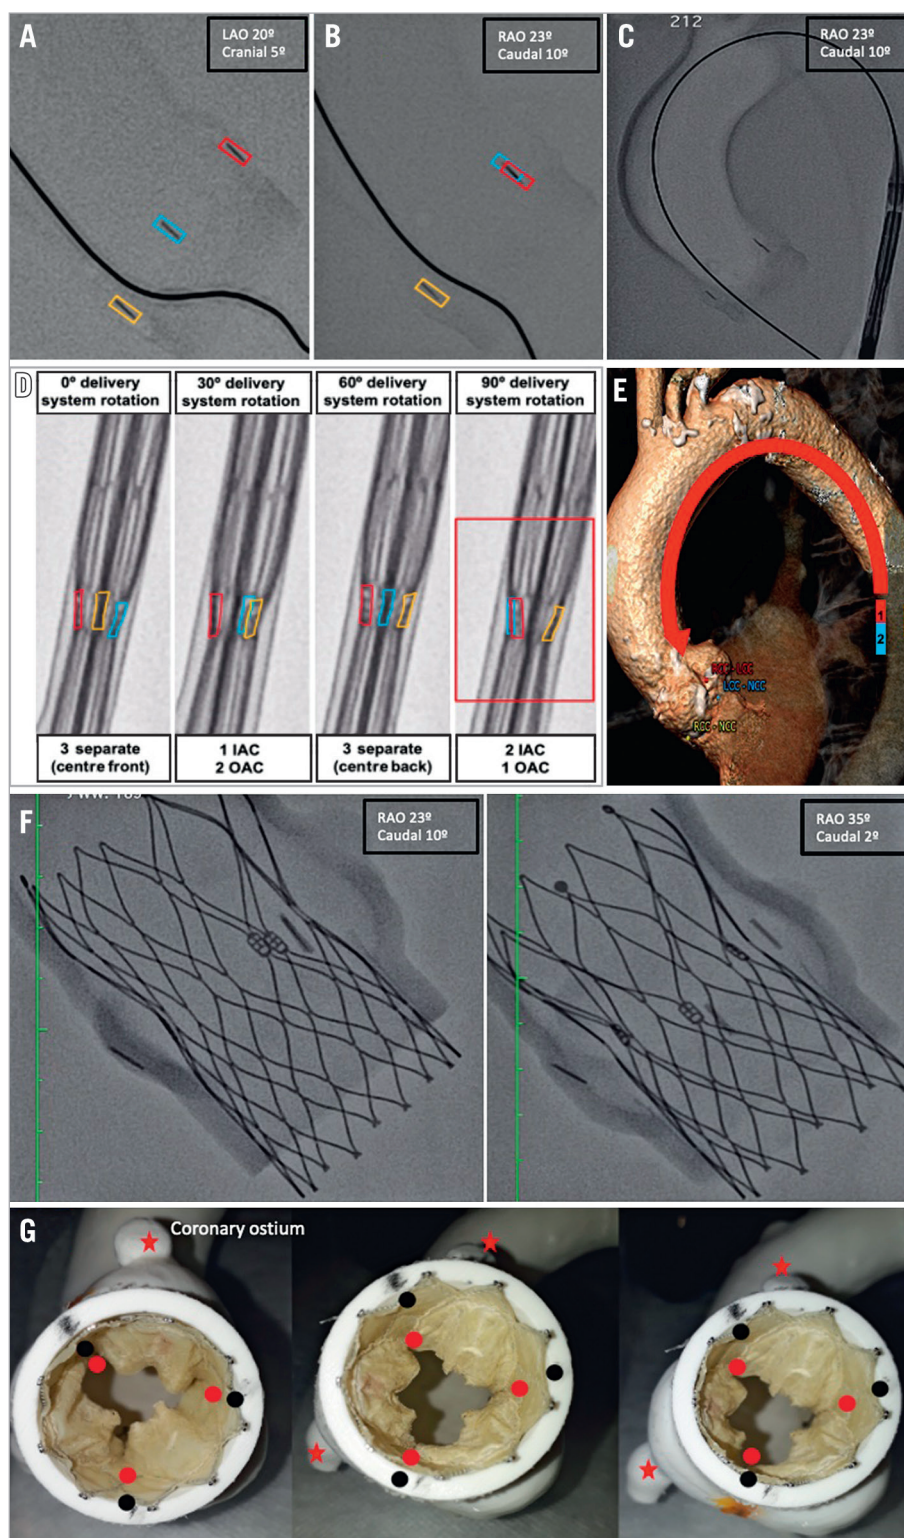 A
LAO 20º
Cranial 5º
B
RAO 23º
Caudal 10º
C
212
RAO 23º
Caudal 10º
D
0º delivery
system rotation
30º delivery
system rotation
60º delivery
system rotation
90º delivery
system rotation
3 separate
(centre front)
1 IAC
2 OAC
3 separate
(centre back)
2 IAC
1 OAC
E
1
2
RCC - LCC
LCC - NCC
RCC - NCC
F
RAO 23º
Caudal 10º
RAO 35º
Caudal 2º
G
Coronary ostium